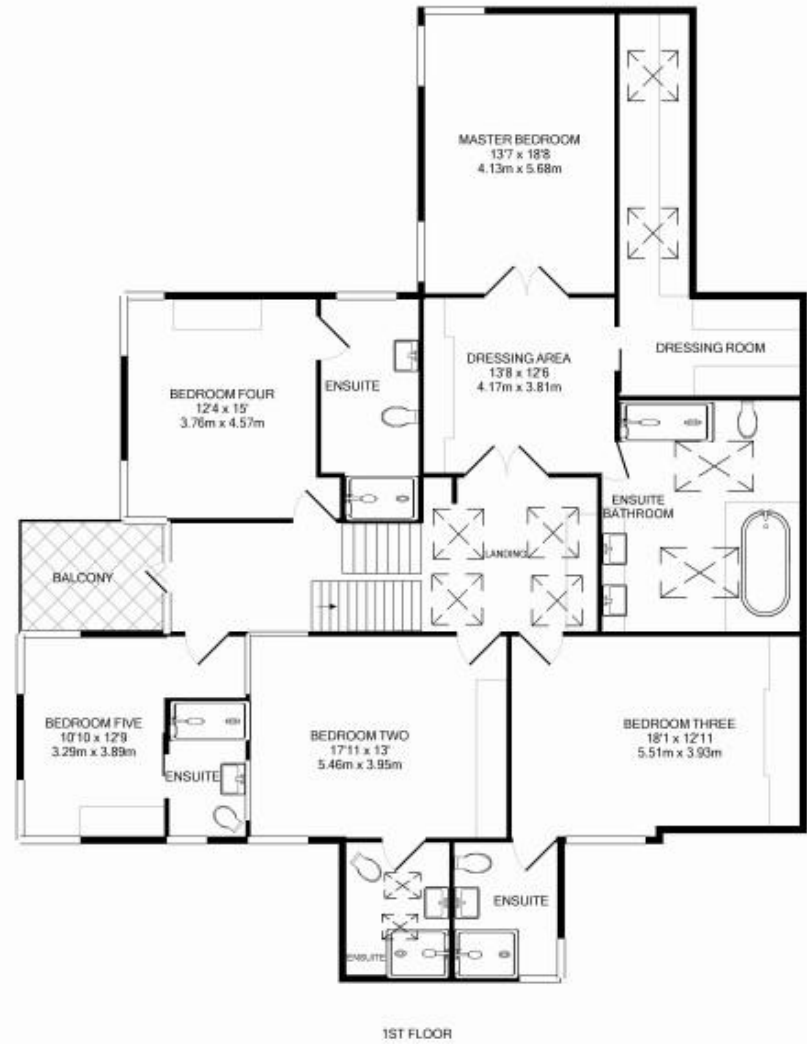 MASTER BEDROOM
13'7 x 18'8
4.13m x 5.68m
DRESSING AREA
13'8 x 12'6
4.17m x 3.81m
DRESSING ROOM
BEDROOM FOUR
12'4 x 15'
3.76m x 4.57m
ENSUITE
ENSUITE
BATHROOM
LANDING
BALCONY
BEDROOM FIVE
10'10 x 12'9
3.29m x 3.89m
ENSUITE
BEDROOM TWO
17'11 x 13'
5.46m x 3.95m
BEDROOM THREE
18'1 x 12'11
5.51m x 3.93m
ENSUITE
ENSUITE
1ST FLOOR